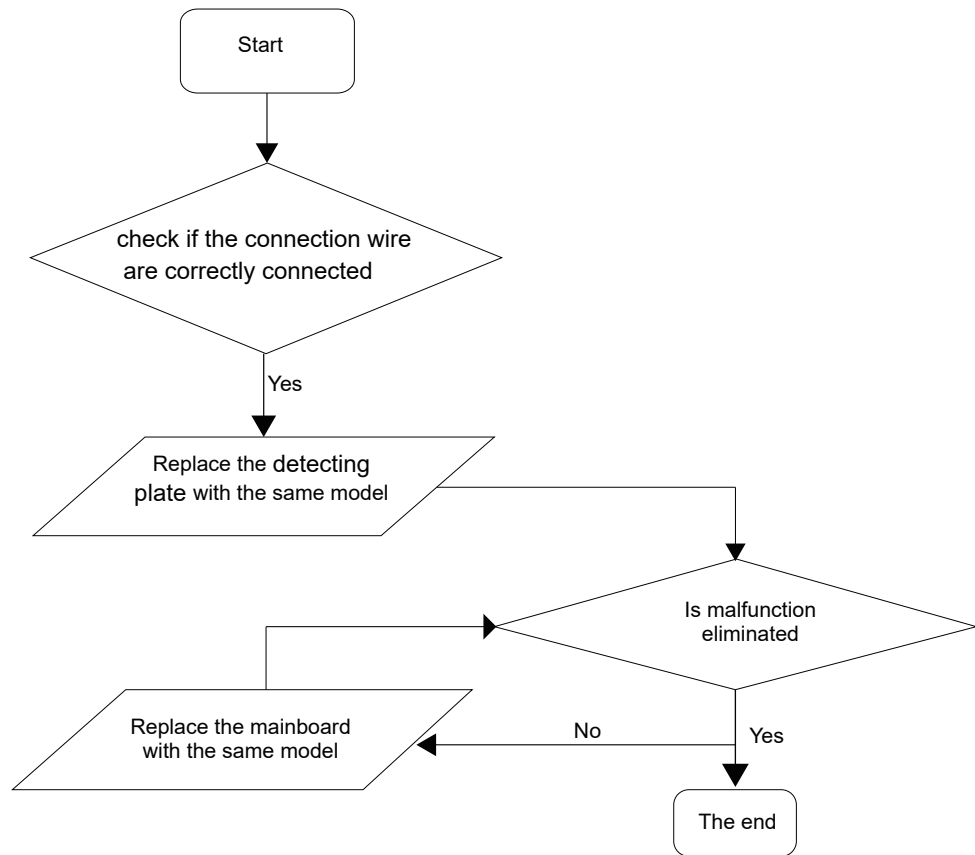 Start
check if the connection wire
are correctly connected
Yes
Replace the detecting
plate with the same model
Is malfunction
eliminated
Replace the mainboard
with the same model
No
Yes
The end